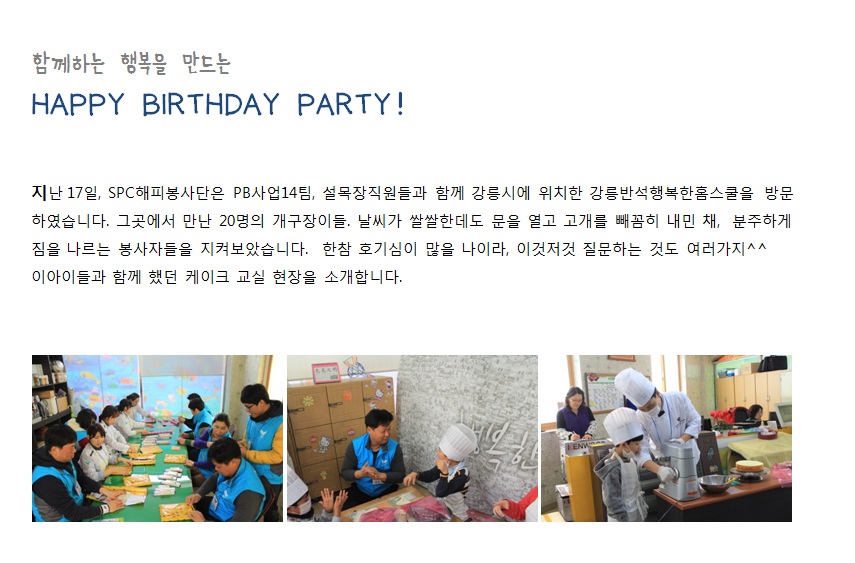 함께하는 행복을 만드는
HAPPY BIRTHDAY PARTY!
지난 17일, SPC해피봉사단은 PB사업14팀, 설목장직원들과 함께 강릉시에 위치한 강릉반석행복한홈스쿨을 방문
하였습니다. 그곳에서 만난 20명의 개구장이들. 날씨가 쌀쌀한데도 문을 열고 고개를 빼꼼히 내민 채, 분주하게
짐을 나르는 봉사자들을 지켜보았습니다. 한참 호기심이 많을 나이라, 이것저것 질문하는 것도 여러가지^^
이아이들과 함께 했던 케이크 교실 현장을 소개합니다.
행복한